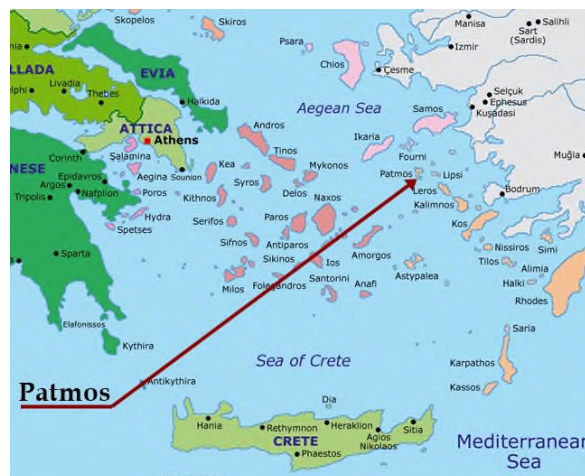 Skopelos
Skiros
Psara
Chios
Manisa
Sart
(Sardis)
Salihli
Izmir
Çesme
LLADA
Livadia
Thebes
EVIA
Halkida
Aegean Sea
Selçuk
Ephesus
Kuşadasi
Samos
ATTICA
Athens
Andros
Ikaria
NESE
Corinth
Salamina
Tinos
Fourni
Kea
Mykonos
Patmos
Lipsi
Muğla
Epidavros
Aegina
Sounion
Syros
Delos
Leros
Bodrum
Argos
Nafplion
Poros
Kithnos
Naxos
Kalimnos
Tripolis
Hydra
Paros
Kos
Spetses
Serifos
Sifnos
Antiparos
Amorgos
Nissiros
Simi
Sparta
Sikinos
Ios
Astypalea
Tilos
Alimia
Milos
Folegandros
Santorini
Anafi
Halki
Rhodes
Elafonissos
Kythira
Saria
Sea of Crete
Karpathos
Patmos
Antikythira
Kassos
Dia
Hania
Rethymnon
Heraklion
Sitia
CRETE
Agios
Nikolaos
Phaestos
Mediterranean
Sea